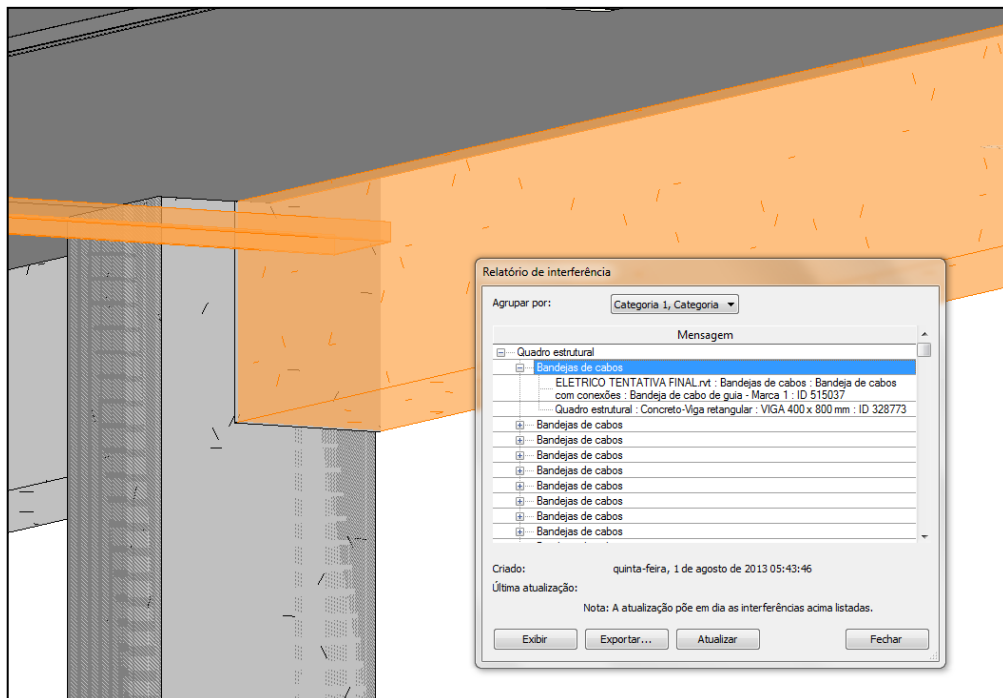 Relatório de interferência
Agrupar por: Categoria 1, Categoria
Mensagem
Quadro estrutural
Bandejas de cabos
ELETRICO TENTATIVA FINAL.rvt : Bandejas de cabos : Bandeja de cabos
com conexões : Bandeja de cabo de guia - Marca 1 : ID 515037
Quadro estrutural : Concreto-Viga retangular : VIGA 400 x 800 mm : ID 328773
Bandejas de cabos
Bandejas de cabos
Bandejas de cabos
Bandejas de cabos
Bandejas de cabos
Bandejas de cabos
Bandejas de cabos
Bandejas de cabos
Criado: quinta-feira, 1 de agosto de 2013 05:43:46
Última atualização:
Nota: A atualização põe em dia as interferências acima listadas.
Exibir Exportar... Atualizar Fechar